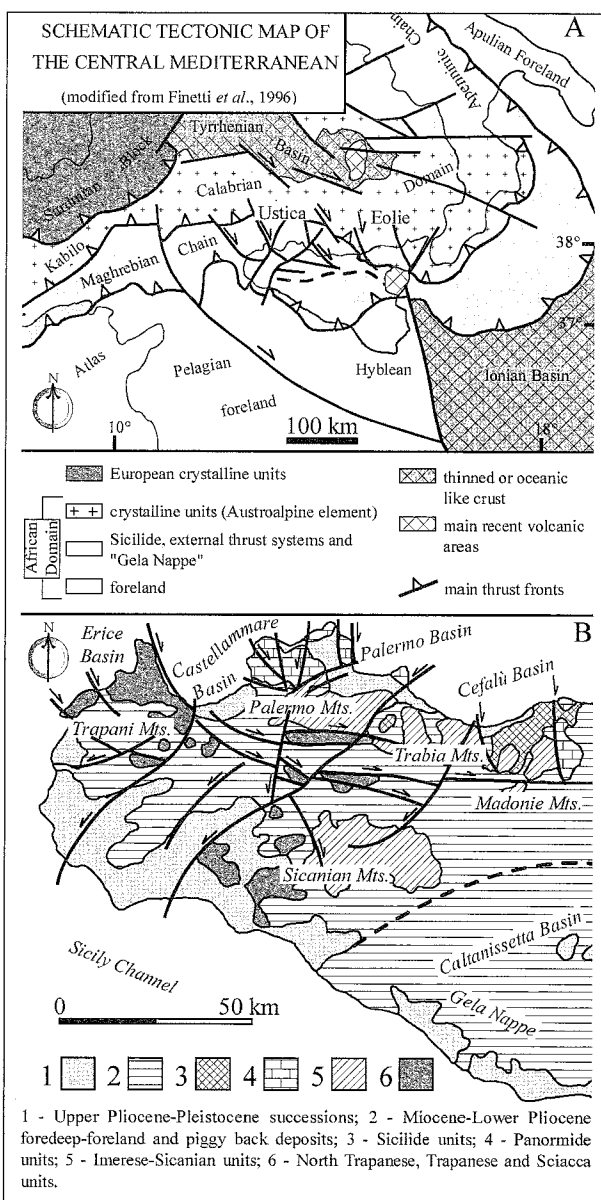 SCHEMATIC TECTONIC MAP OF
THE CENTRAL MEDITERRANEAN
(modified from Finetti et al., 1996)
A
Chain
Apenninic
Apulian Foreland
Tyrrhenian
Basin
Sardinian Block
Domain
Calabrian
Ustica
Eolie
Kabilo
Chain
Maghrebian
38°
37°
Atlas
Pelagian
foreland
Hyblean
Ionian Basin
N
100 km
10°
18°
European crystalline units
thinned or oceanic
like crust
African
Domain
crystalline units (Austroalpine element)
main recent volcanic
areas
Sicilide, external thrust systems and
"Gela Nappe"
foreland
main thrust fronts
B
N
Erice
Basin
Castellammare
Basin
Palermo Basin
Cefalù Basin
Trapani Mts.
Palermo Mts.
Trabia Mts.
Madonie Mts.
Sicanian Mts.
Caltanissetta Basin
Sicily Channel
Gela Nappe
0 50 km
1 2 3 4 5 6
1 - Upper Pliocene-Pleistocene successions; 2 - Miocene-Lower Pliocene
foredeep-foreland and piggy back deposits; 3 - Sicilide units; 4 - Panormide
units; 5 - Imerese-Sicanian units; 6 - North Trapanese, Trapanese and Sciacca
units.